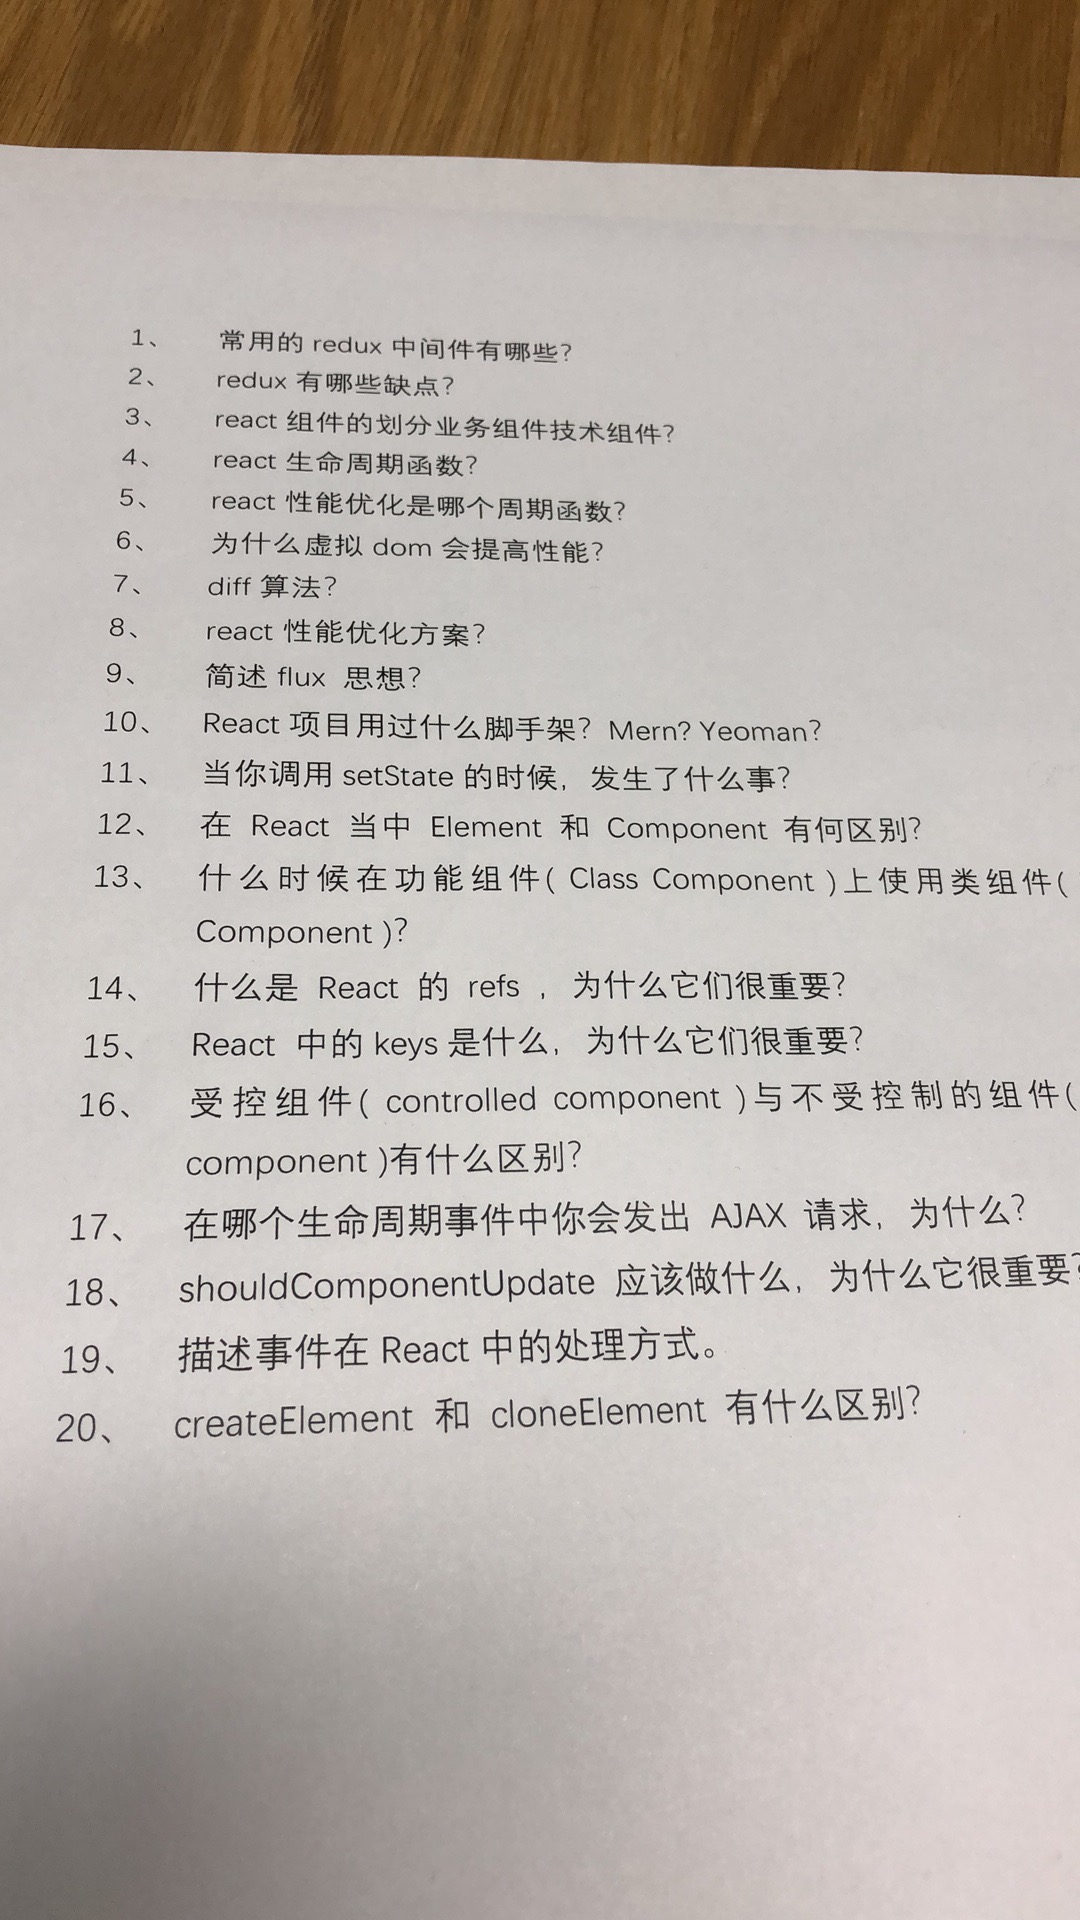 1、 常用的 redux 中间件有哪些？
2、 redux 有哪些缺点？
3、 react 组件的划分业务组件技术组件？
4、 react 生命周期函数？
5、 react 性能优化是哪个周期函数？
6、 为什么虚拟 dom 会提高性能？
7、 diff 算法？
8、 react 性能优化方案？
9、 简述 flux 思想？
10、 React 项目用过什么脚手架？Mern? Yeoman?
11、 当你调用 setState 的时候，发生了什么事？
12、 在 React 当中 Element 和 Component 有何区别？
13、 什么时候在功能组件( Class Component )上使用类组件(
Component )？
14、 什么是 React 的 refs ，为什么它们很重要？
15、 React 中的 keys 是什么，为什么它们很重要？
16、 受控组件( controlled component )与不受控制的组件(
component )有什么区别？
17、 在哪个生命周期事件中你会发出 AJAX 请求，为什么？
18、 shouldComponentUpdate 应该做什么，为什么它很重要？
19、 描述事件在 React 中的处理方式。
20、 createElement 和 cloneElement 有什么区别？